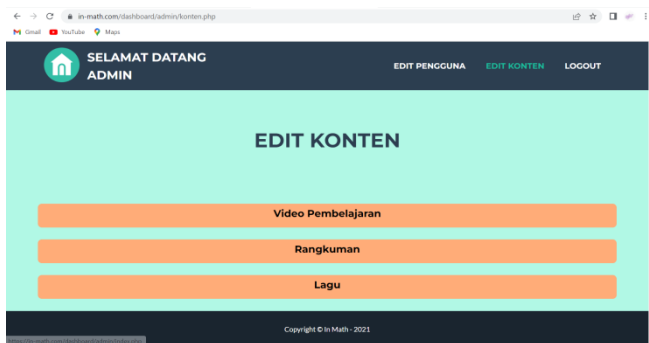 in-math.com/dashboard/admin/konten.php
Gmail YouTube Maps
SELAMAT DATANG
ADMIN
EDIT PENGGUNA EDIT KONTEN LOGOUT
EDIT KONTEN
Video Pembelajaran
Rangkuman
Lagu
Copyright © In Math - 2021